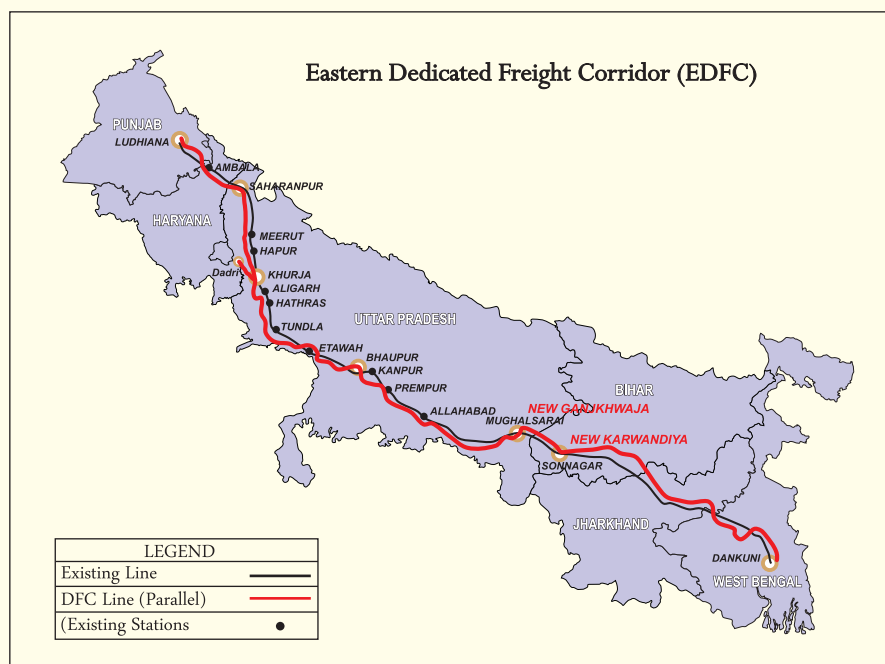 Eastern Dedicated Freight Corridor (EDFC)
PUNJAB
LUDHIANA
AMBALA
SAHARANPUR
HARYANA
MEERUT
HAPUR
Dadri
KHURJA
ALIGARH
HATHRAS
UTTAR PRADESH
TUNDLA
ETAWAH
BHAUPUR
KANPUR
PREMPUR
BIHAR
ALLAHABAD
NEW GANJKHWAJA
MUGHALSARAI
NEW KARWANDIYA
SONNAGAR
JHARKHAND
DANKUNI
WEST BENGAL
LEGEND
Existing Line
DFC Line (Parallel)
(Existing Stations